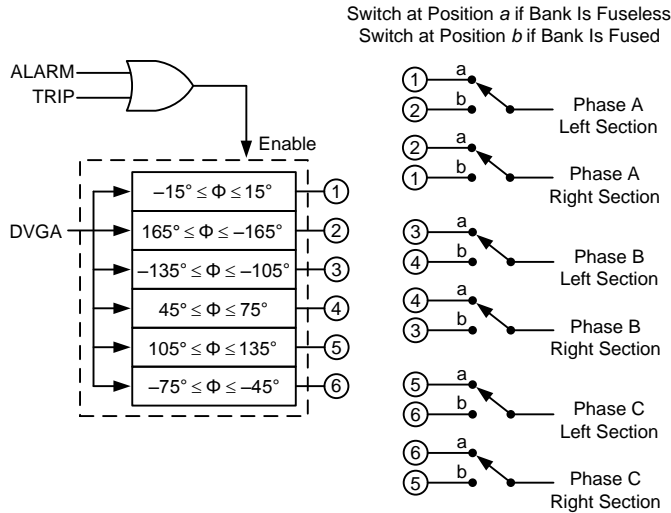 Switch at Position a if Bank Is Fuseless
Switch at Position b if Bank Is Fused
ALARM
TRIP
Enable
DVGA
–15° ≤ Φ ≤ 15°
1
165° ≤ Φ ≤ –165°
2
–135° ≤ Φ ≤ –105°
3
45° ≤ Φ ≤ 75°
4
105° ≤ Φ ≤ 135°
5
–75° ≤ Φ ≤ –45°
6
1
a
2
b
Phase A
Left Section
2
a
1
b
Phase A
Right Section
3
a
4
b
Phase B
Left Section
4
a
3
b
Phase B
Right Section
5
a
6
b
Phase C
Left Section
6
a
5
b
Phase C
Right Section